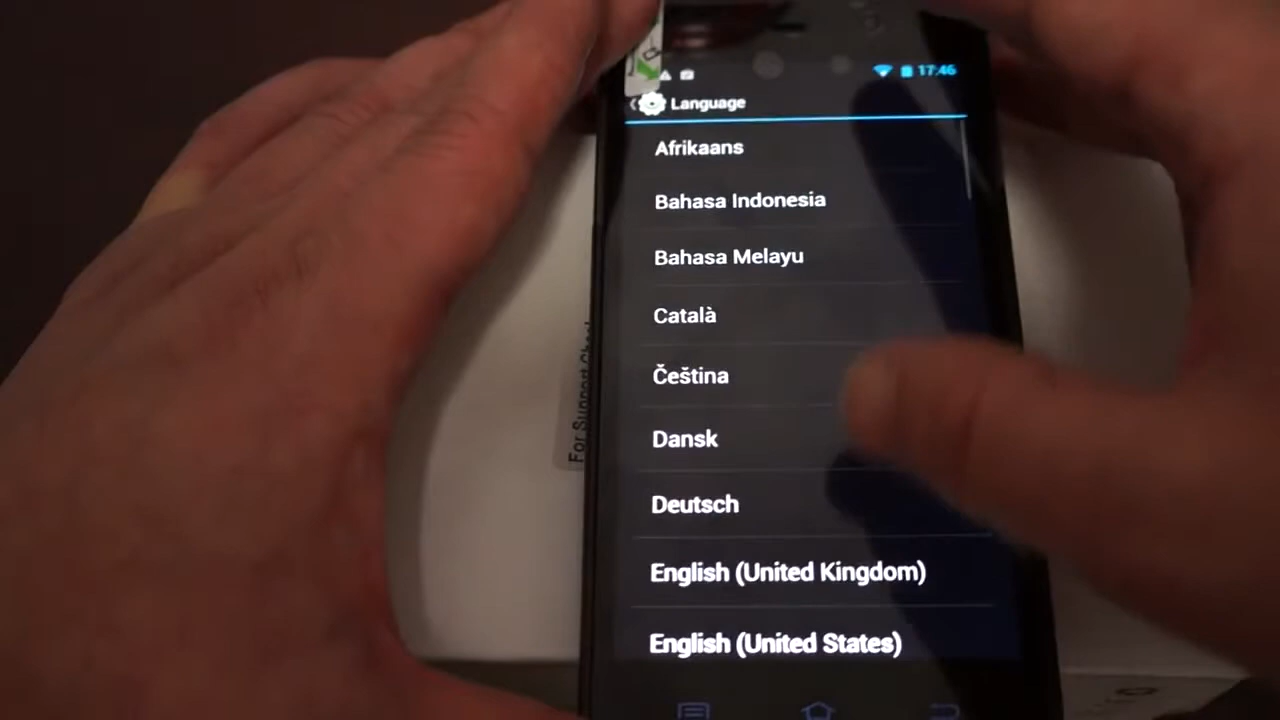 17:46
Language
Afrikaans
Bahasa Indonesia
Bahasa Melayu
Català
Čeština
Dansk
Deutsch
English (United Kingdom)
English (United States)
For Support